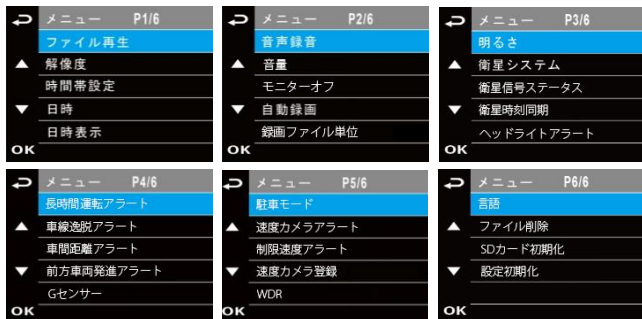 メニュー P1/6
ファイル再生
解像度
時間帯設定
日時
日時表示
OK
メニュー P2/6
音声録音
音量
モニターオフ
自動録画
録画ファイル単位
OK
メニュー P3/6
明るさ
衛星システム
衛星信号ステータス
衛星時刻同期
ヘッドライトアラート
OK
メニュー P4/6
長時間運転アラート
車線逸脱アラート
車間距離アラート
前方車両発進アラート
Gセンサー
OK
メニュー P5/6
駐車モード
速度カメラアラート
制限速度アラート
速度カメラ登録
WDR
OK
メニュー P6/6
言語
ファイル削除
SDカード初期化
設定初期化
OK